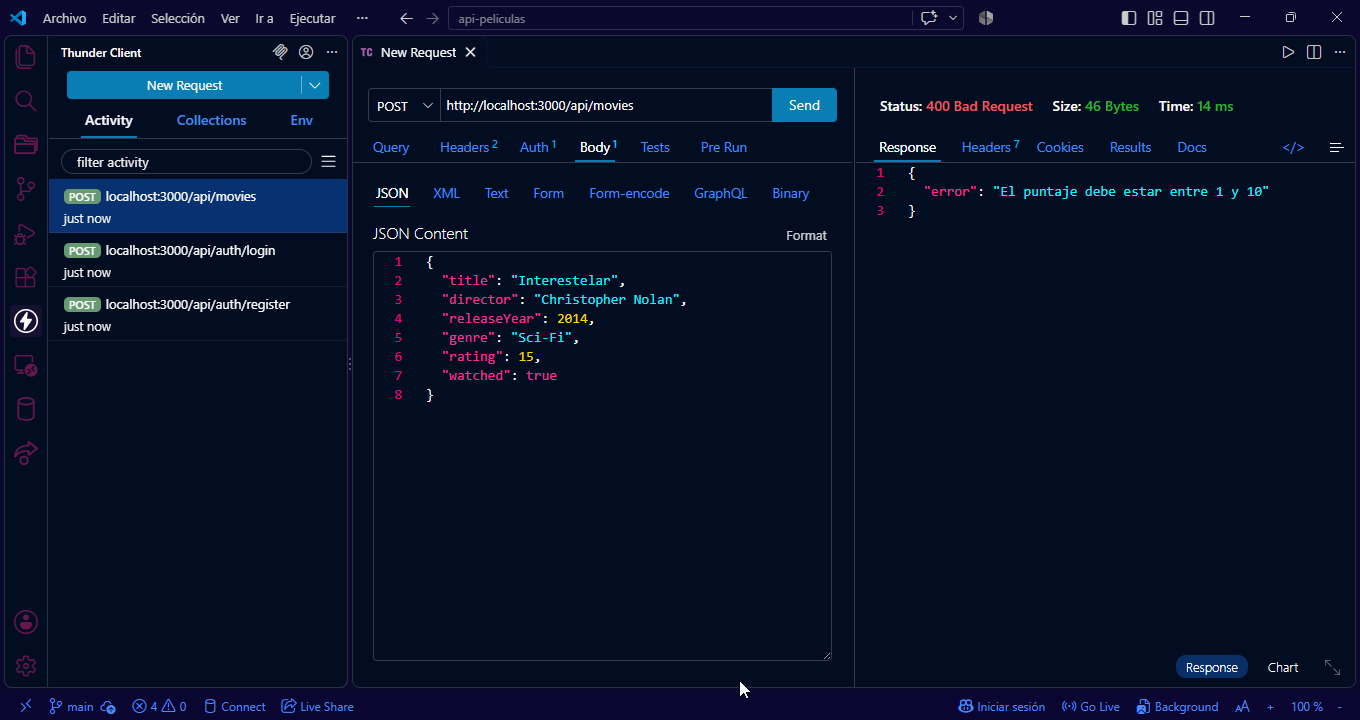 Archivo Editar Selección Ver Ir a Ejecutar ···
api-peliculas
Thunder Client
New Request
Activity Collections Env
filter activity
POST localhost:3000/api/movies
just now
POST localhost:3000/api/auth/login
just now
POST localhost:3000/api/auth/register
just now
TC New Request
POST http://localhost:3000/api/movies Send
Query Headers 2 Auth 1 Body 1 Tests Pre Run
JSON XML Text Form Form-encode GraphQL Binary
JSON Content Format
1 {
2 "title": "Interestelar",
3 "director": "Christopher Nolan",
4 "releaseYear": 2014,
5 "genre": "Sci-Fi",
6 "rating": 15,
7 "watched": true
8 }
Status: 400 Bad Request Size: 46 Bytes Time: 14 ms
Response Headers 7 Cookies Results Docs </>
1 {
2 "error": "El puntaje debe estar entre 1 y 10"
3 }
Response Chart
main 4 0 Connect Live Share Iniciar sesión Go Live Background AA + 100 % -